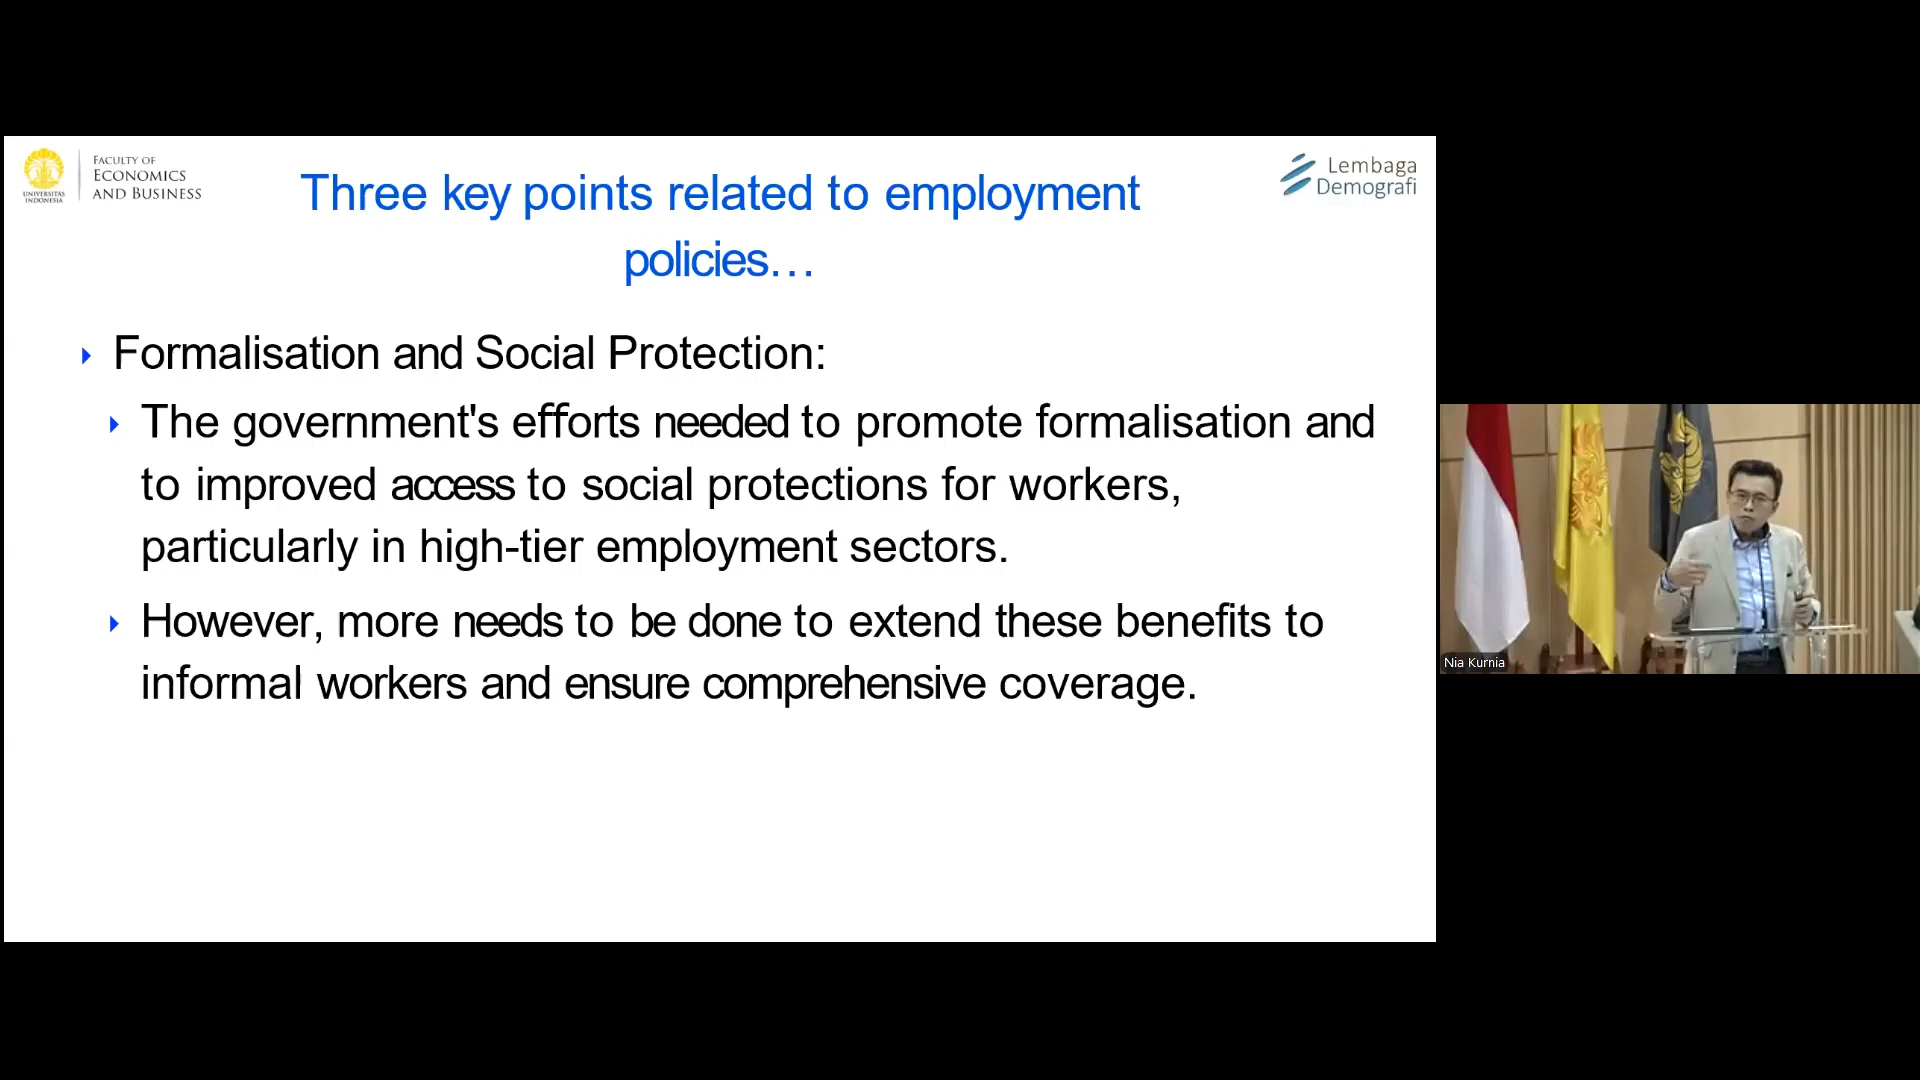 UNIVERSITAS
INDONESIA
FACULTY OF
ECONOMICS
AND BUSINESS
Lembaga
Demografi
Three key points related to employment
policies…
Formalisation and Social Protection:
The government's efforts needed to promote formalisation and
to improved access to social protections for workers,
particularly in high-tier employment sectors.
However, more needs to be done to extend these benefits to
informal workers and ensure comprehensive coverage.
Nia Kurnia